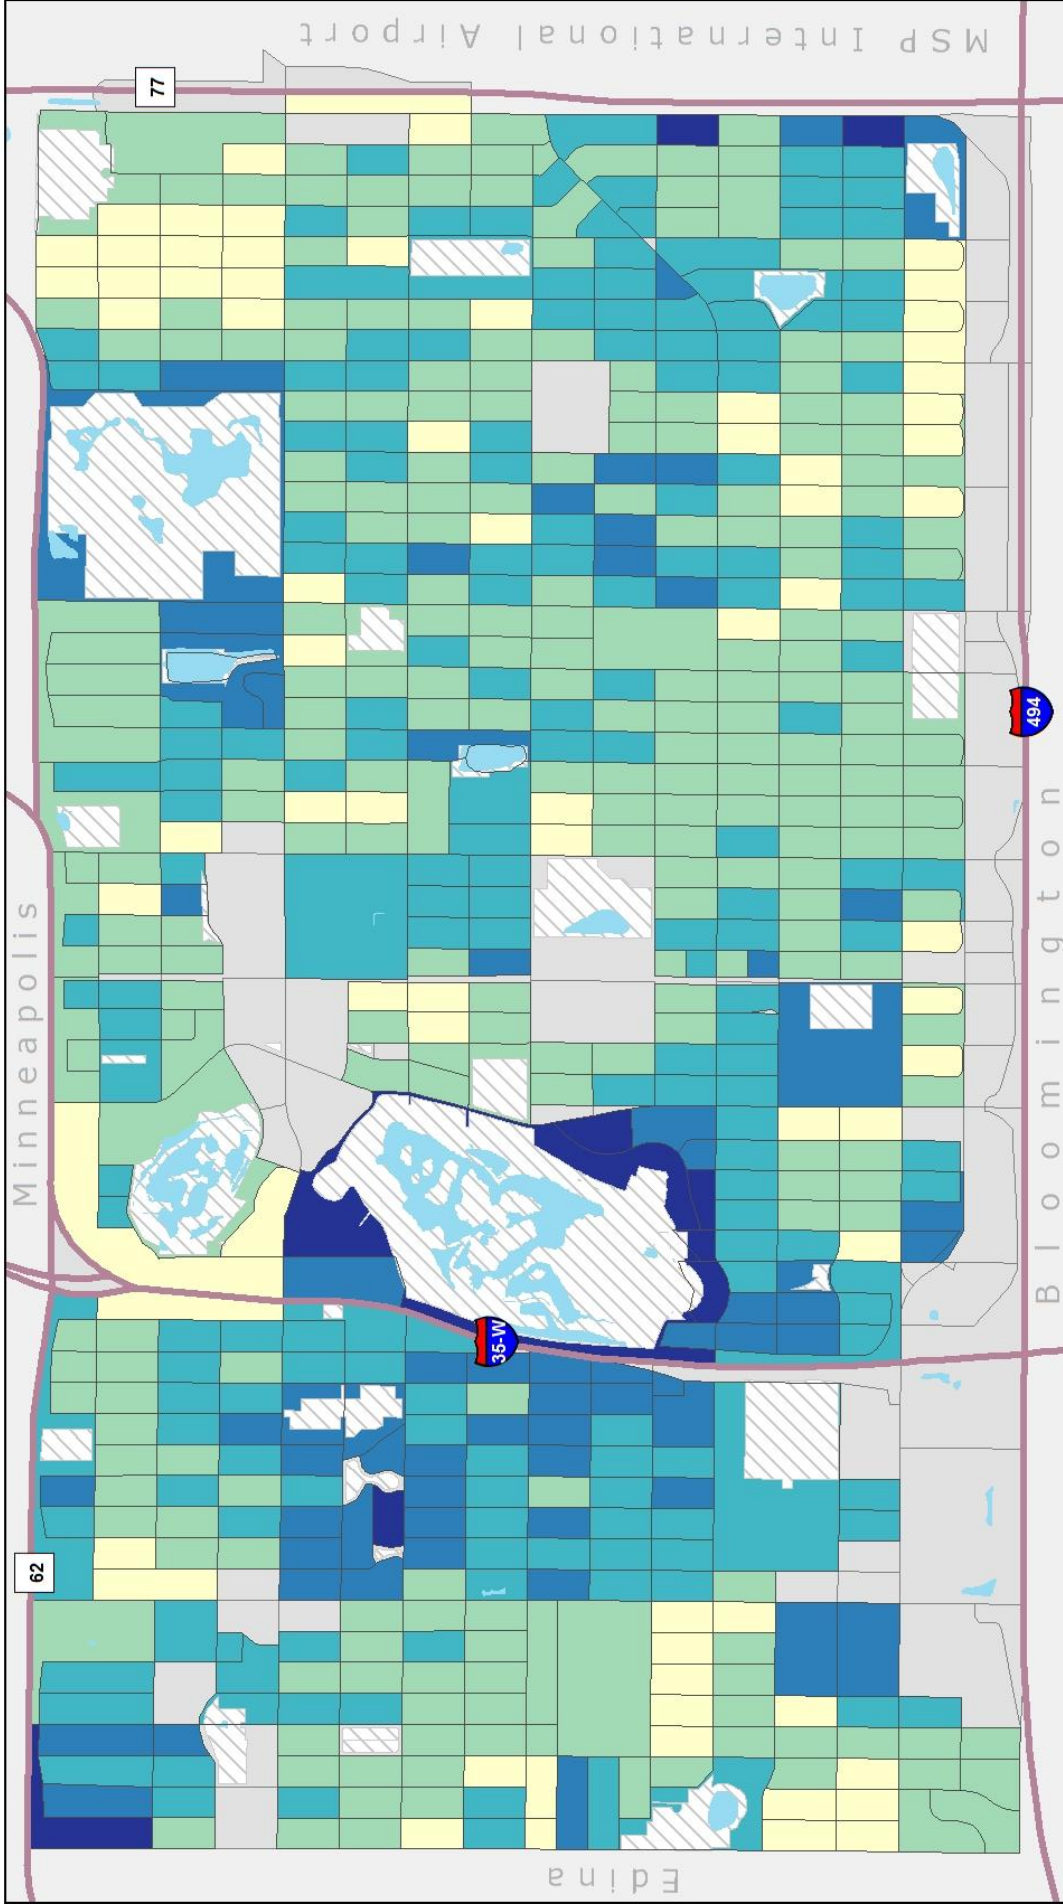 MSP International Airport
77
Minneapolis
494
Bloomington
35-W
62
Edina